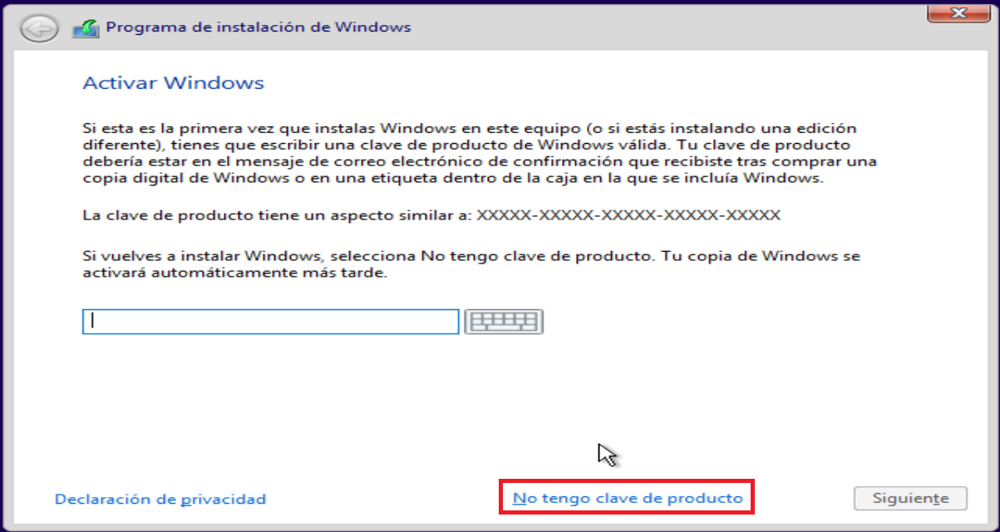 Programa de instalación de Windows
Activar Windows
Si esta es la primera vez que instalas Windows en este equipo (o si estás instalando una edición
diferente), tienes que escribir una clave de producto de Windows válida. Tu clave de producto
debería estar en el mensaje de correo electrónico de confirmación que recibiste tras comprar una
copia digital de Windows o en una etiqueta dentro de la caja en la que se incluía Windows.
La clave de producto tiene un aspecto similar a: XXXXX-XXXXX-XXXXX-XXXXX-XXXXX
Si vuelves a instalar Windows, selecciona No tengo clave de producto. Tu copia de Windows se
activará automáticamente más tarde.
Declaración de privacidad No tengo clave de producto Siguiente